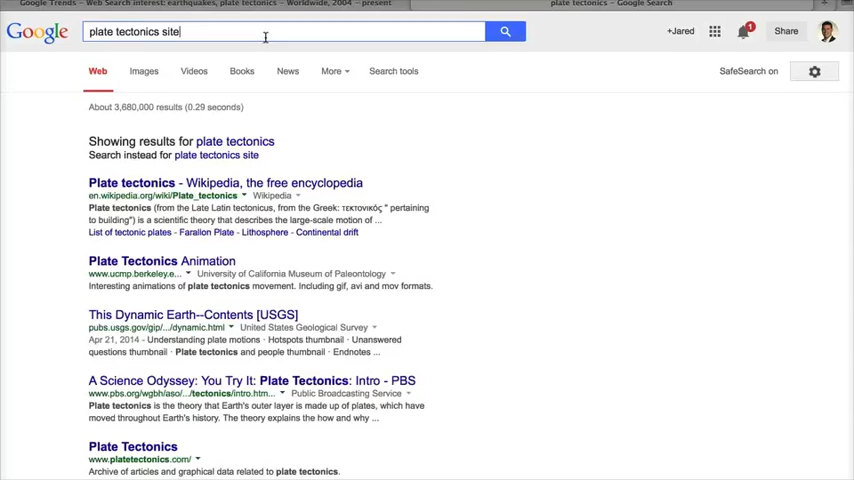 Google Trends - Web Search interest: earthquakes, plate tectonics - Worldwide, 2004 - present
plate tectonics - Google Search
Google
plate tectonics site
+Jared
1
Share
Web
Images
Videos
Books
News
More
Search tools
SafeSearch on
About 3,680,000 results (0.29 seconds)
Showing results for plate tectonics
Search instead for plate tectonics site
Plate tectonics - Wikipedia, the free encyclopedia
en.wikipedia.org/wiki/Plate_tectonics Wikipedia
Plate tectonics (from the Late Latin tectonicus, from the Greek: τεκτονικός " pertaining
to building") is a scientific theory that describes the large-scale motion of ...
List of tectonic plates - Farallon Plate - Lithosphere - Continental drift
Plate Tectonics Animation
www.ucmp.berkeley.e... University of California Museum of Paleontology
Interesting animations of plate tectonics movement. Including gif, avi and mov formats.
This Dynamic Earth--Contents [USGS]
pubs.usgs.gov/gip/.../dynamic.html United States Geological Survey
Apr 21, 2014 - Understanding plate motions · Hotspots thumbnail · Unanswered
questions thumbnail · Plate tectonics and people thumbnail · Endnotes ...
A Science Odyssey: You Try It: Plate Tectonics: Intro - PBS
www.pbs.org/wgbh/aso/.../tectonics/intro.htm... Public Broadcasting Service
Plate tectonics is the theory that Earth's outer layer is made up of plates, which have
moved throughout Earth's history. The theory explains the how and why ...
Plate Tectonics
www.platetectonics.com/
Archive of articles and graphical data related to plate tectonics.